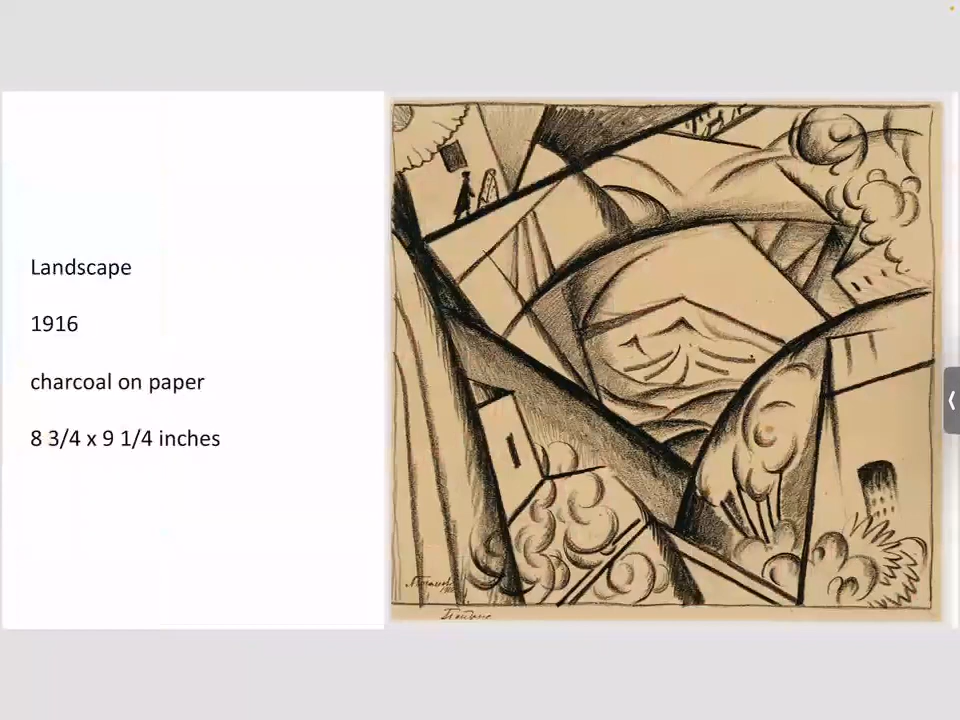 Landscape
1916
charcoal on paper
8 3/4 x 9 1/4 inches